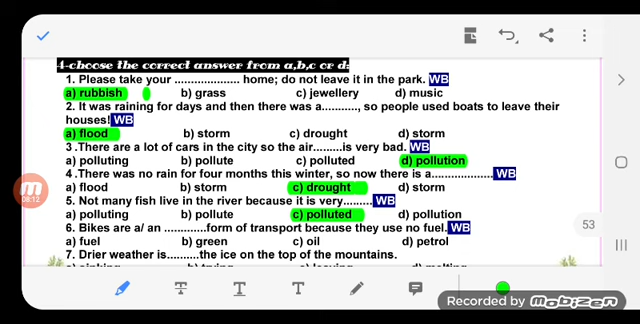 4-choose the correct answer from a,b,c or d:
1. Please take your .................... home; do not leave it in the park. WB
a) rubbish b) grass c) jewellery d) music
2. It was raining for days and then there was a..........., so people used boats to leave their
houses! WB
a) flood b) storm c) drought d) storm
3 .There are a lot of cars in the city so the air.........is very bad. WB
a) polluting b) pollute c) polluted d) pollution
4 .There was no rain for four months this winter, so now there is a................... WB
a) flood b) storm c) drought d) storm
5. Not many fish live in the river because it is very......... WB
a) polluting b) pollute c) polluted d) pollution
6. Bikes are a/ an .............form of transport because they use no fuel. WB
a) fuel b) green c) oil d) petrol
7. Drier weather is..........the ice on the top of the mountains.
a) sinking b) trying c) leaving d) melting
53
08:12
Recorded by Mobizen